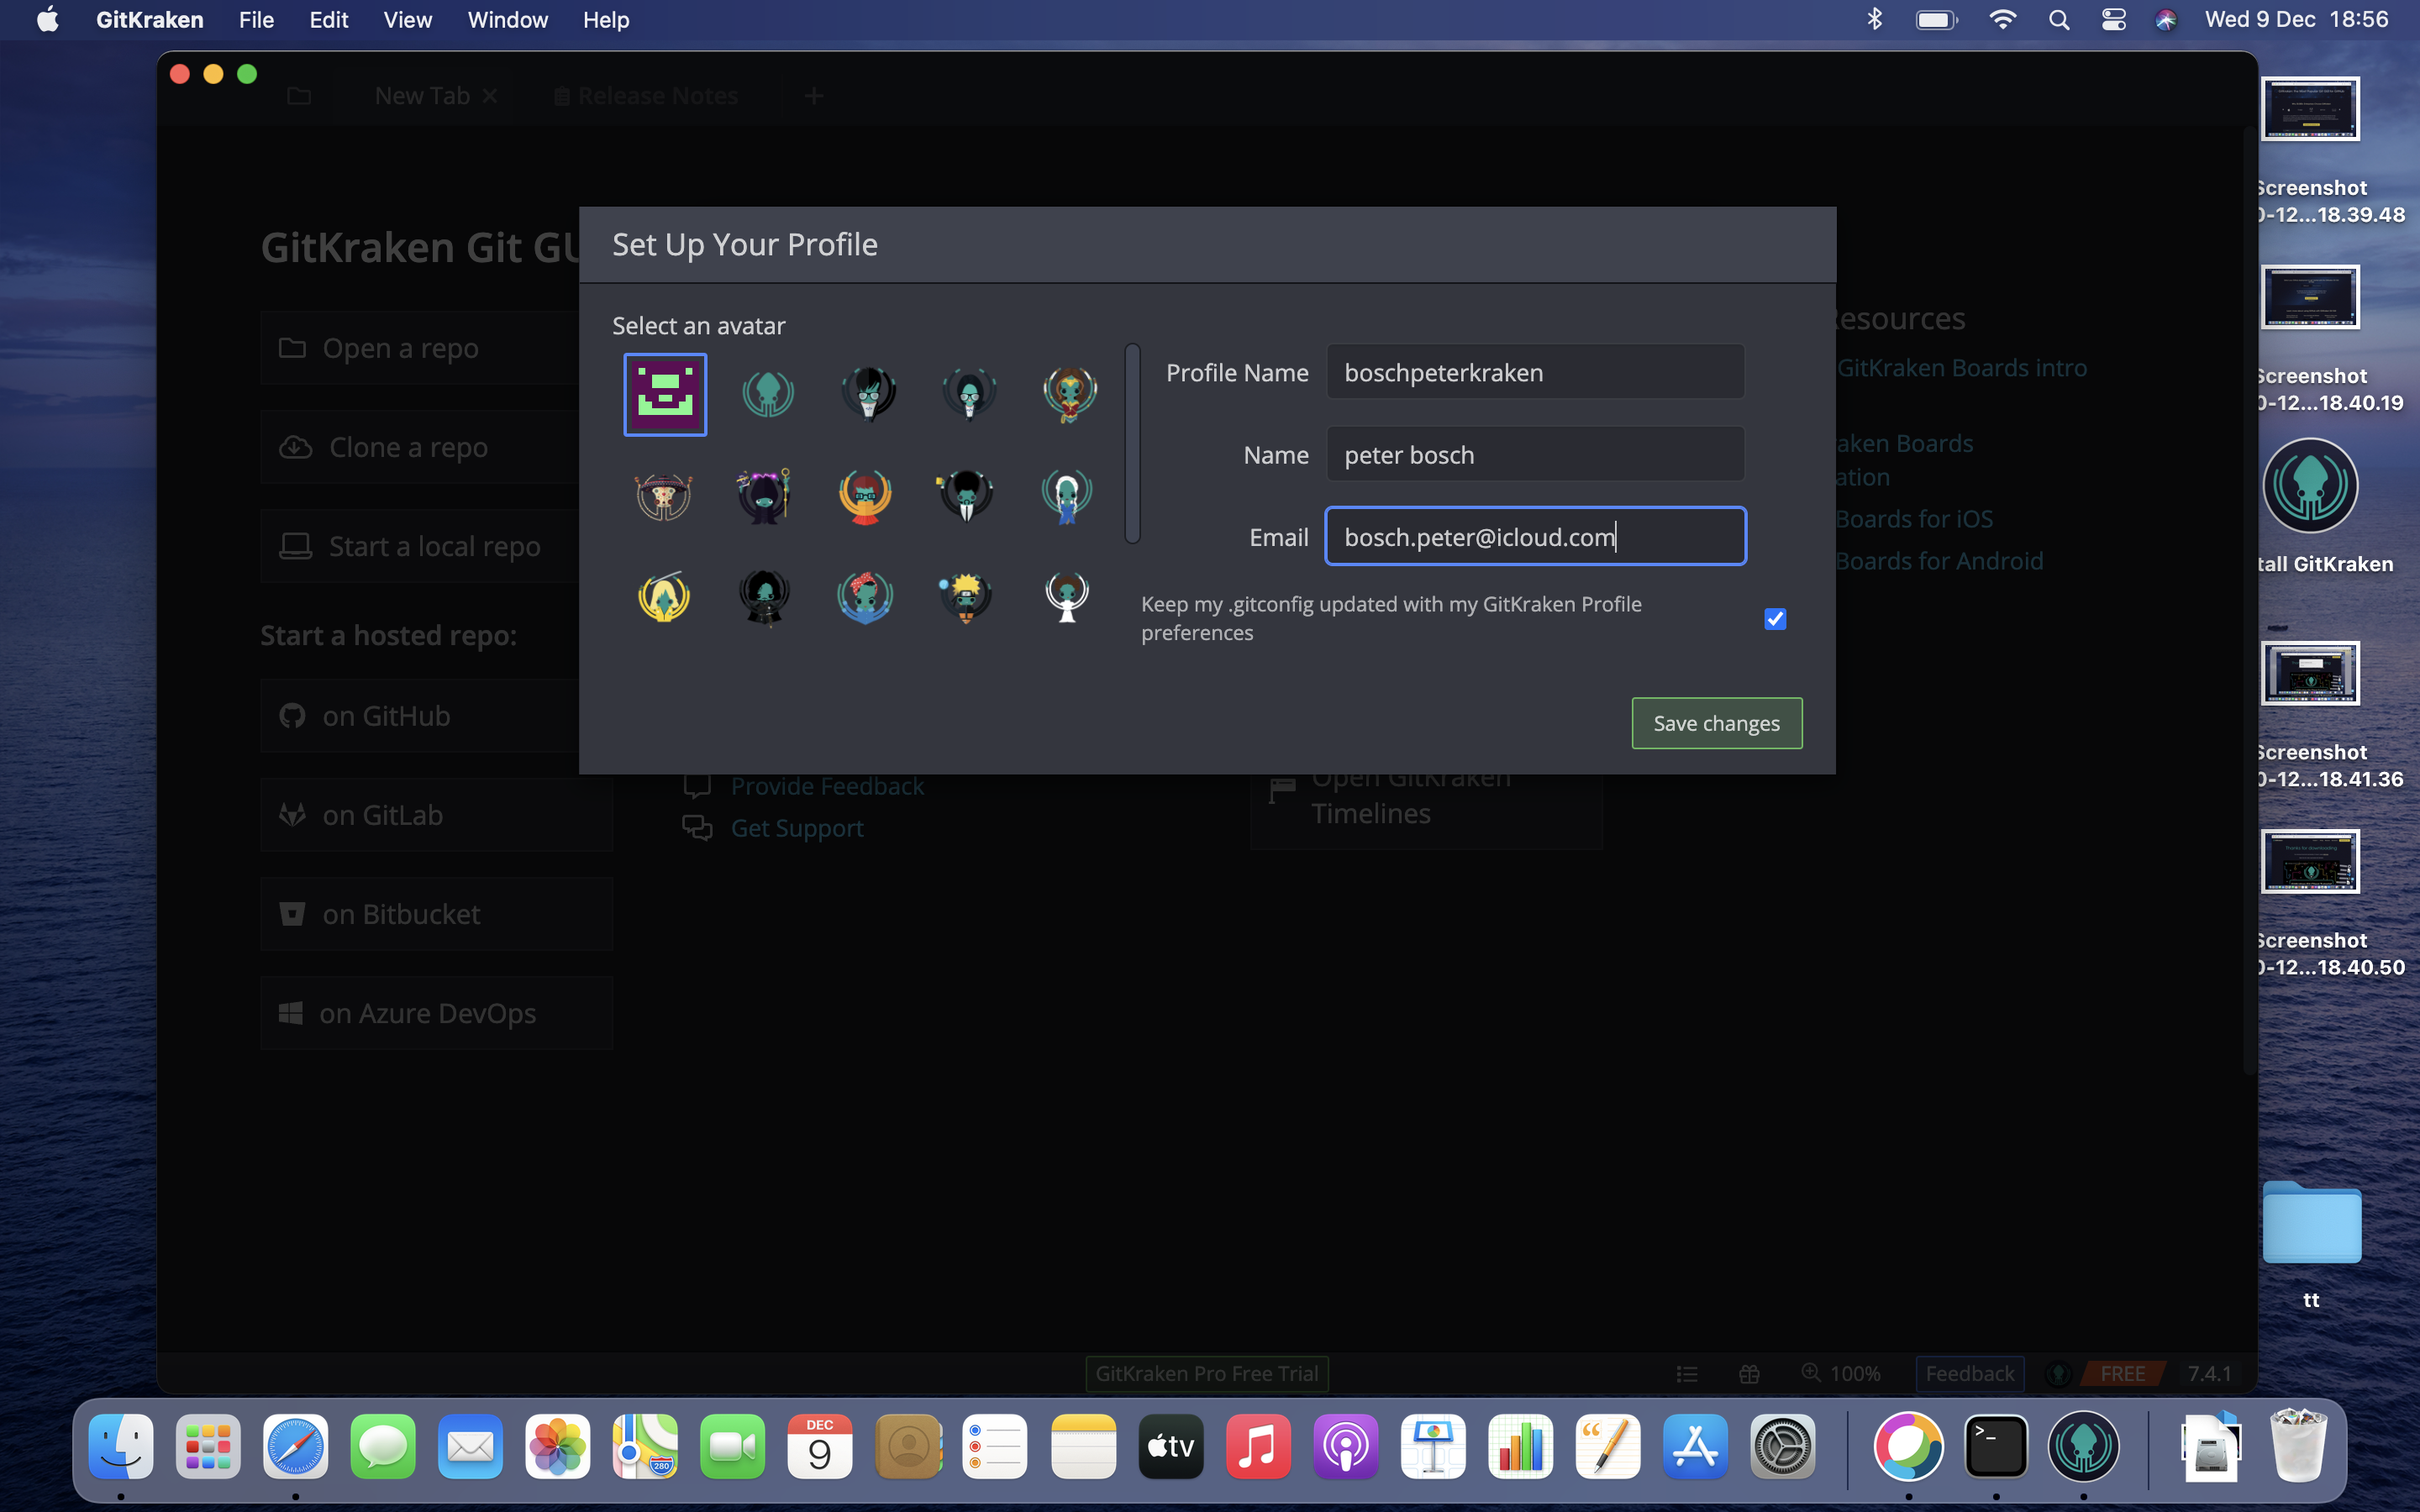 GitKraken File Edit View Window Help Wed 9 Dec 18:56
New Tab Release Notes
GitKraken Git GU
Open a repo
Clone a repo
Start a local repo
Start a hosted repo:
on GitHub
on GitLab
on Bitbucket
on Azure DevOps
Set Up Your Profile
Select an avatar
Profile Name boschpeterkraken
Name peter bosch
Email bosch.peter@icloud.com
Keep my .gitconfig updated with my GitKraken Profile
preferences
Save changes
Provide Feedback
Get Support
Open GitKraken
Timelines
esources
GitKraken Boards intro
aken Boards
ation
Boards for iOS
Boards for Android
Screenshot
0-12...18.39.48
Screenshot
0-12...18.40.19
tall GitKraken
Screenshot
0-12...18.41.36
Screenshot
0-12...18.40.50
tt
GitKraken Pro Free Trial 100% Feedback FREE 7.4.1
DEC
9
280
tv
>_